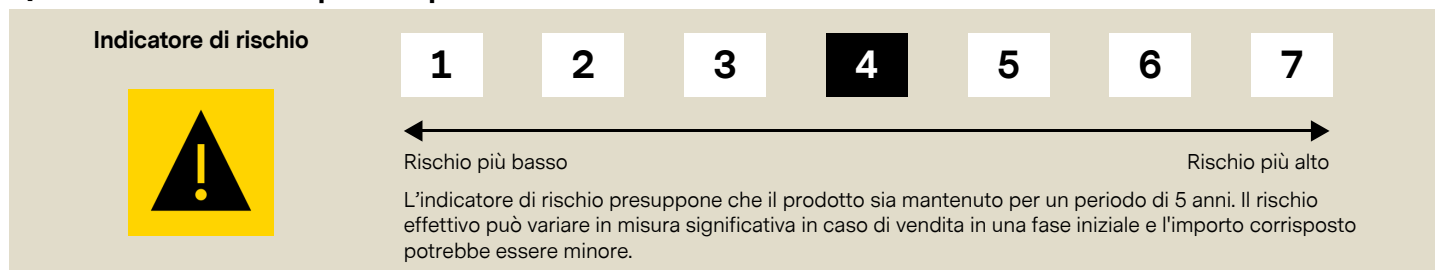 Indicatore di rischio
1 2 3 4 5 6 7
Rischio più basso Rischio più alto
L'indicatore di rischio presuppone che il prodotto sia mantenuto per un periodo di 5 anni. Il rischio
effettivo può variare in misura significativa in caso di vendita in una fase iniziale e l'importo corrisposto
potrebbe essere minore.